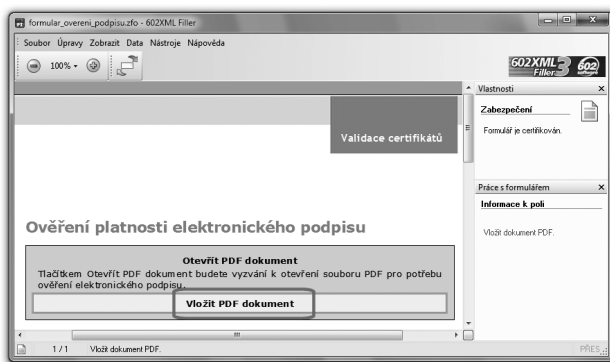 formular_overeni_podpisu.zfo - 602XML Filler
Soubor Úpravy Zobrazit Data Nástroje Nápověda
100%
602XML Filler 3 602 software
Vlastnosti
Zabezpečení
Formulář je certifikován.
Validace certifikátů
Práce s formulářem
Informace k poli
Vložit dokument PDF.
Ověření platnosti elektronického podpisu
Otevřít PDF dokument
Tlačítkem Otevřít PDF dokument budete vyzváni k otevření souboru PDF pro potřebu
ověření elektronického podpisu.
Vložit PDF dokument
1 / 1 Vložit dokument PDF.
PŘES